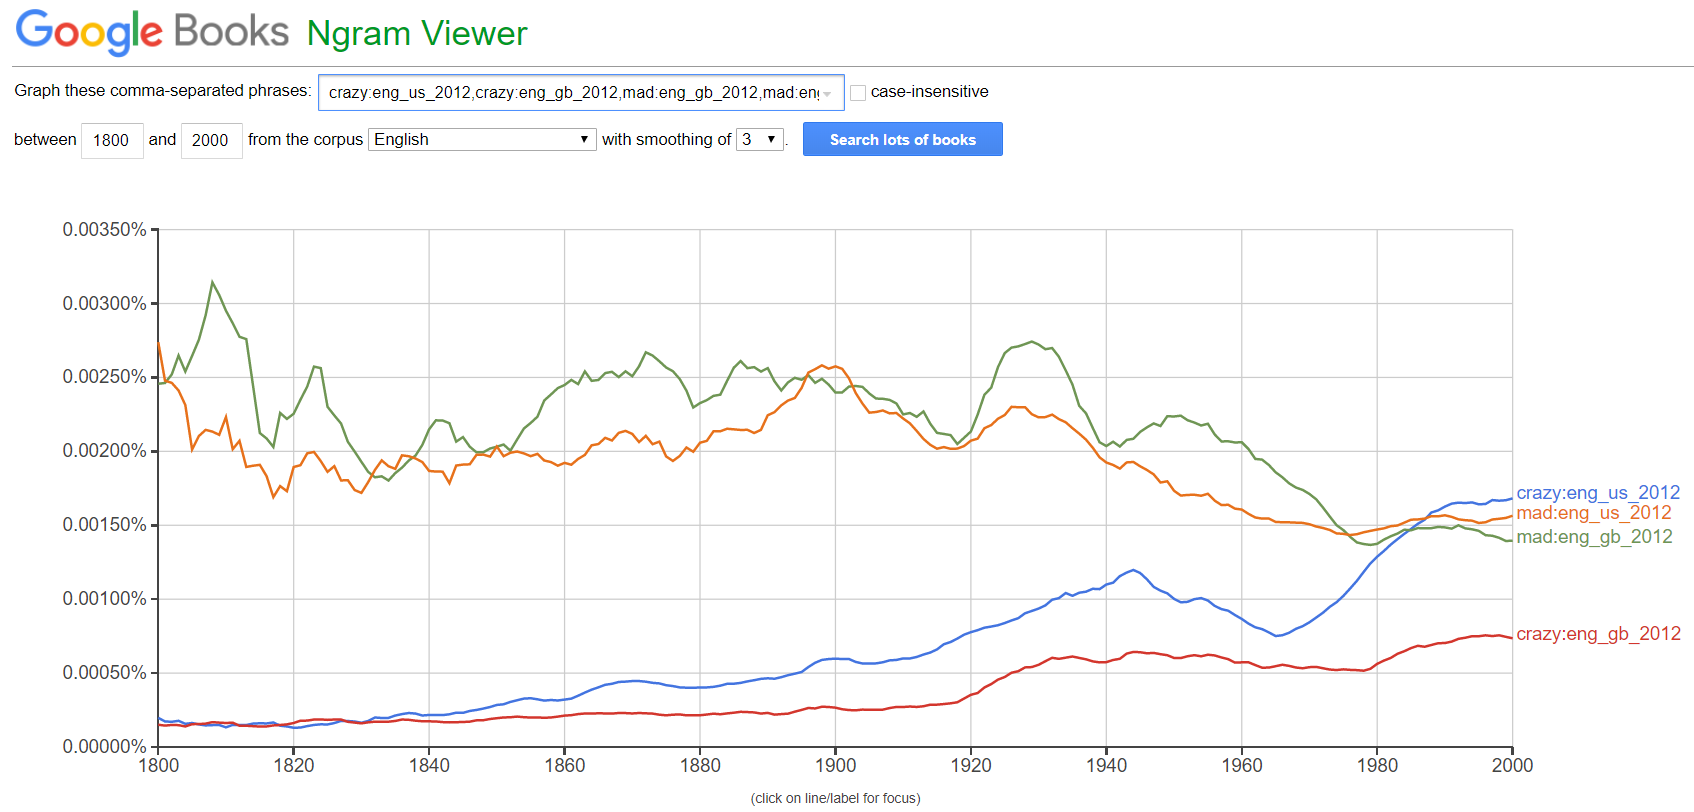 Google Books Ngram Viewer
Graph these comma-separated phrases: crazy:eng_us_2012,crazy:eng_gb_2012,mad:eng_gb_2012,mad:eng case-insensitive
between 1800 and 2000 from the corpus English with smoothing of 3 . Search lots of books
0.00350%
0.00300%
0.00250%
0.00200%
0.00150%
0.00100%
0.00050%
0.00000%
crazy:eng_us_2012
mad:eng_us_2012
mad:eng_gb_2012
crazy:eng_gb_2012
1800 1820 1840 1860 1880 1900 1920 1940 1960 1980 2000
(click on line/label for focus)